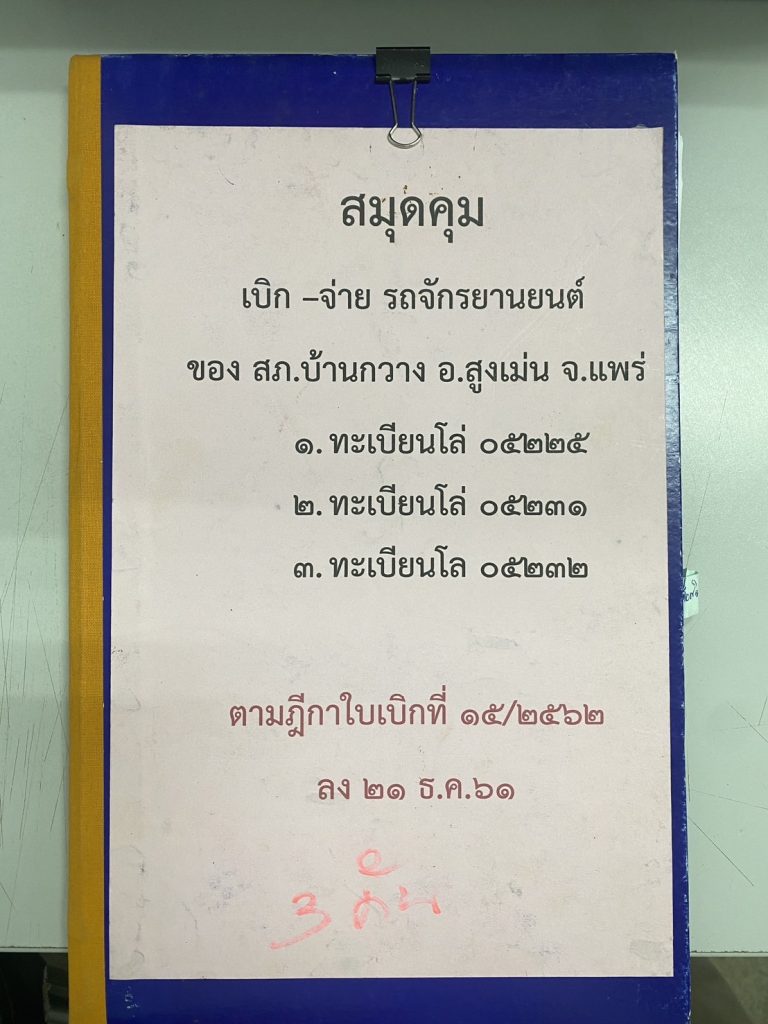 สมุดคุม
เบิก –จ่าย รถจักรยานยนต์
ของ สภ.บ้านกวาง อ.สูงเม่น จ.แพร่
๑. ทะเบียนโล่ ๐๕๒๒๕
๒. ทะเบียนโล่ ๐๕๒๓๑
๓. ทะเบียนโล ๐๕๒๓๒
ตามฎีกาใบเบิกที่ ๑๕/๒๕๖๒
ลง ๒๑ ธ.ค.๖๑
3 คัน